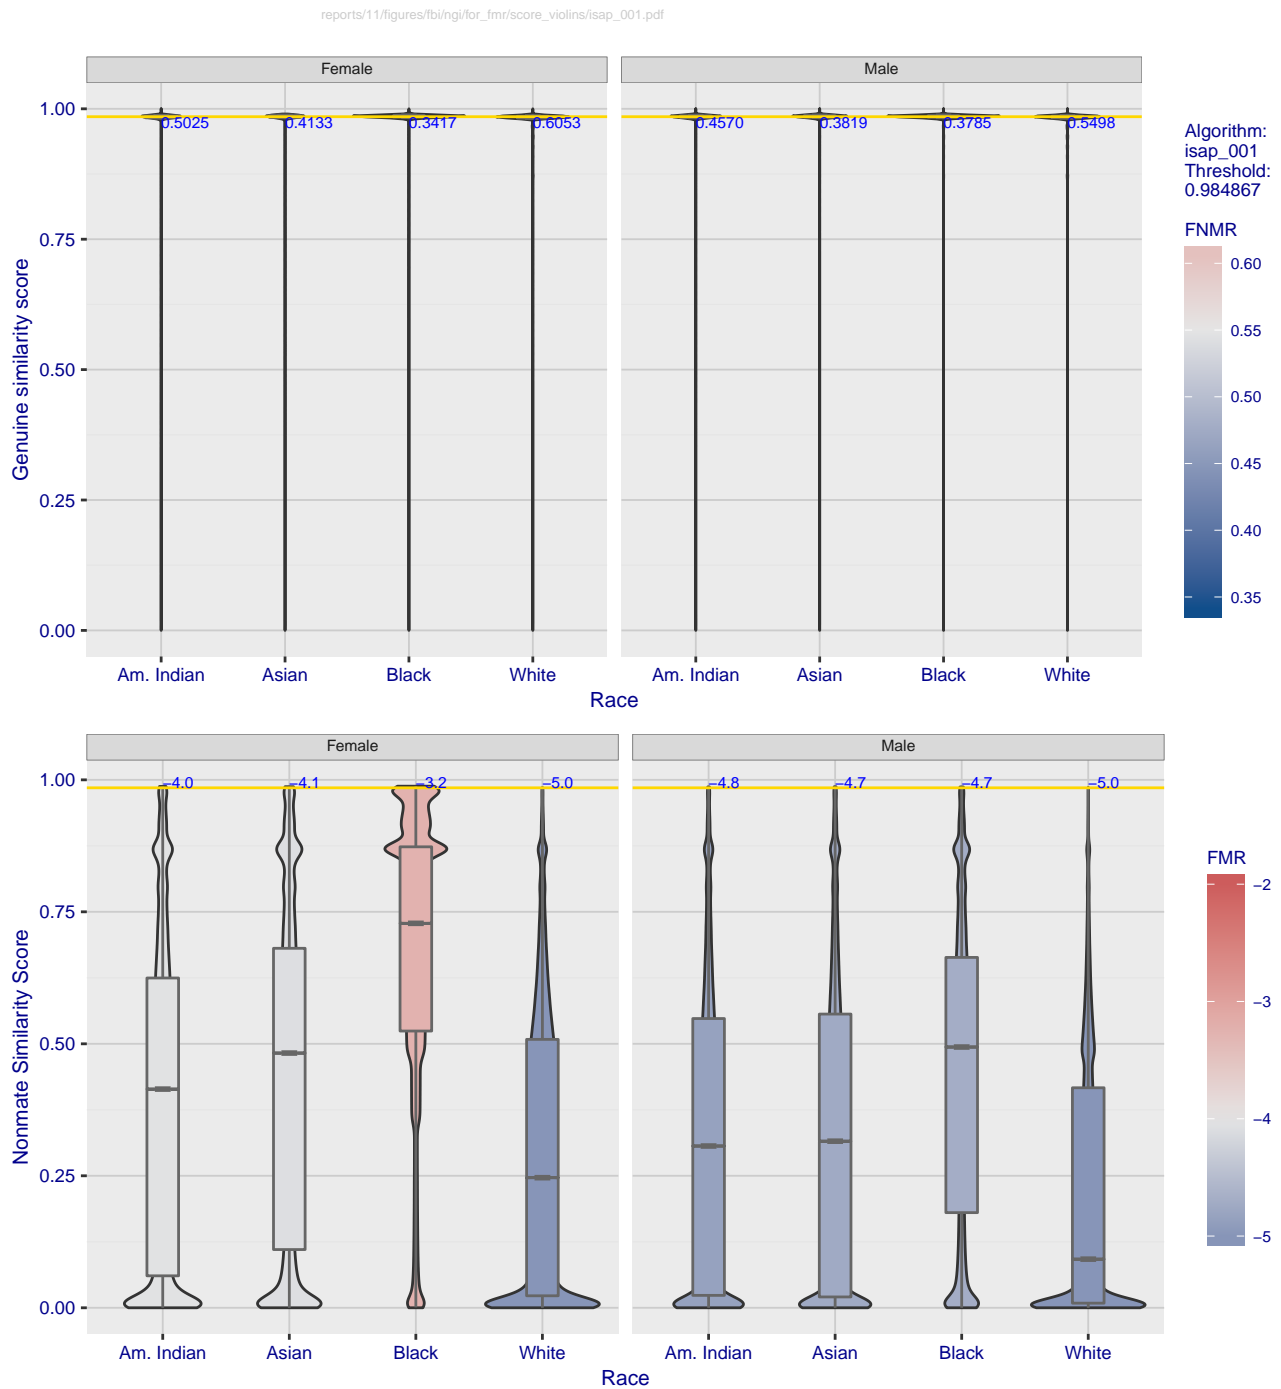 reports/11/figures/fbi/ngi/for_fmr/score_violins/isap_001.pdf
Female
Male
Genuine similarity score
1.00
0.75
0.50
0.25
0.00
0.5025
0.4133
0.3417
0.6053
0.4570
0.3819
0.3785
0.5498
Am. Indian
Asian
Black
White
Am. Indian
Asian
Black
White
Race
Algorithm:
isap_001
Threshold:
0.984867
FNMR
0.60
0.55
0.50
0.45
0.40
0.35
Female
Male
Nonmate Similarity Score
1.00
0.75
0.50
0.25
0.00
−4.0
−4.1
−3.2
−5.0
−4.8
−4.7
−4.7
−5.0
Am. Indian
Asian
Black
White
Am. Indian
Asian
Black
White
Race
FMR
−2
−3
−4
−5